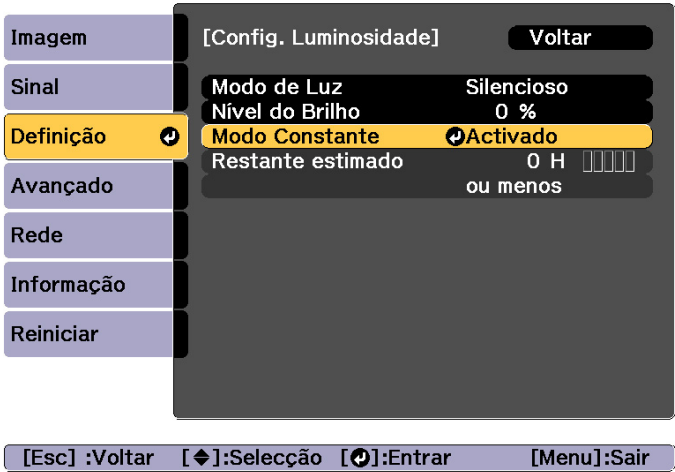 Imagem
Sinal
Definição
Avançado
Rede
Informação
Reiniciar
[Config. Luminosidade] Voltar
Modo de Luz Silencioso
Nível do Brilho 0 %
Modo Constante Activado
Restante estimado 0 H
ou menos
[Esc] :Voltar [◆]:Selecção [↵]:Entrar [Menu]:Sair